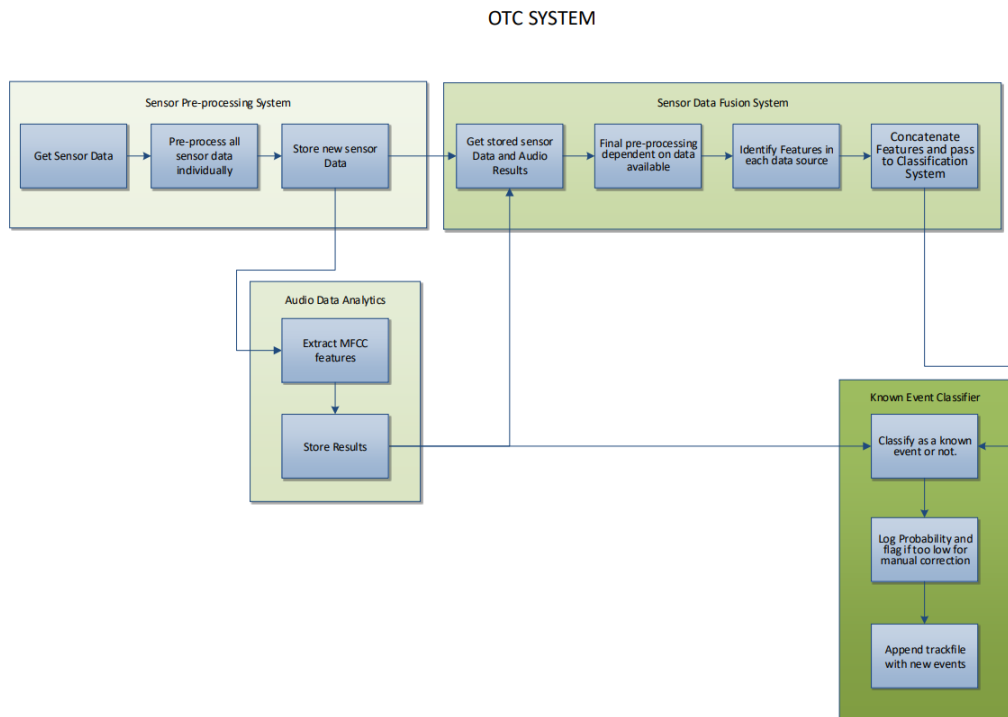 OTC SYSTEM
Sensor Pre-processing System
Get Sensor Data
Pre-process all
sensor data
individually
Store new sensor
Data
Sensor Data Fusion System
Get stored sensor
Data and Audio
Results
Final pre-processing
dependent on data
available
Identify Features in
each data source
Concatenate
Features and pass
to Classification
System
Audio Data Analytics
Extract MFCC
features
Store Results
Known Event Classifier
Classify as a known
event or not.
Log Probability and
flag if too low for
manual correction
Append trackfile
with new events